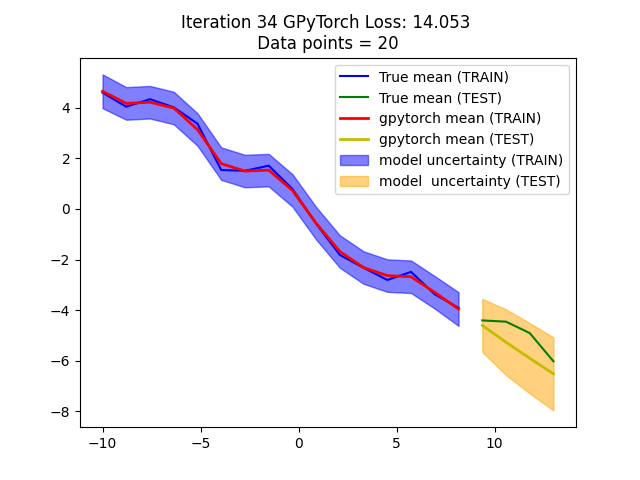 Iteration 34 GPyTorch Loss: 14.053
Data points = 20
True mean (TRAIN)
True mean (TEST)
gpytorch mean (TRAIN)
gpytorch mean (TEST)
model uncertainty (TRAIN)
model  uncertainty (TEST)
4
2
0
−2
−4
−6
−8
−10
−5
0
5
10